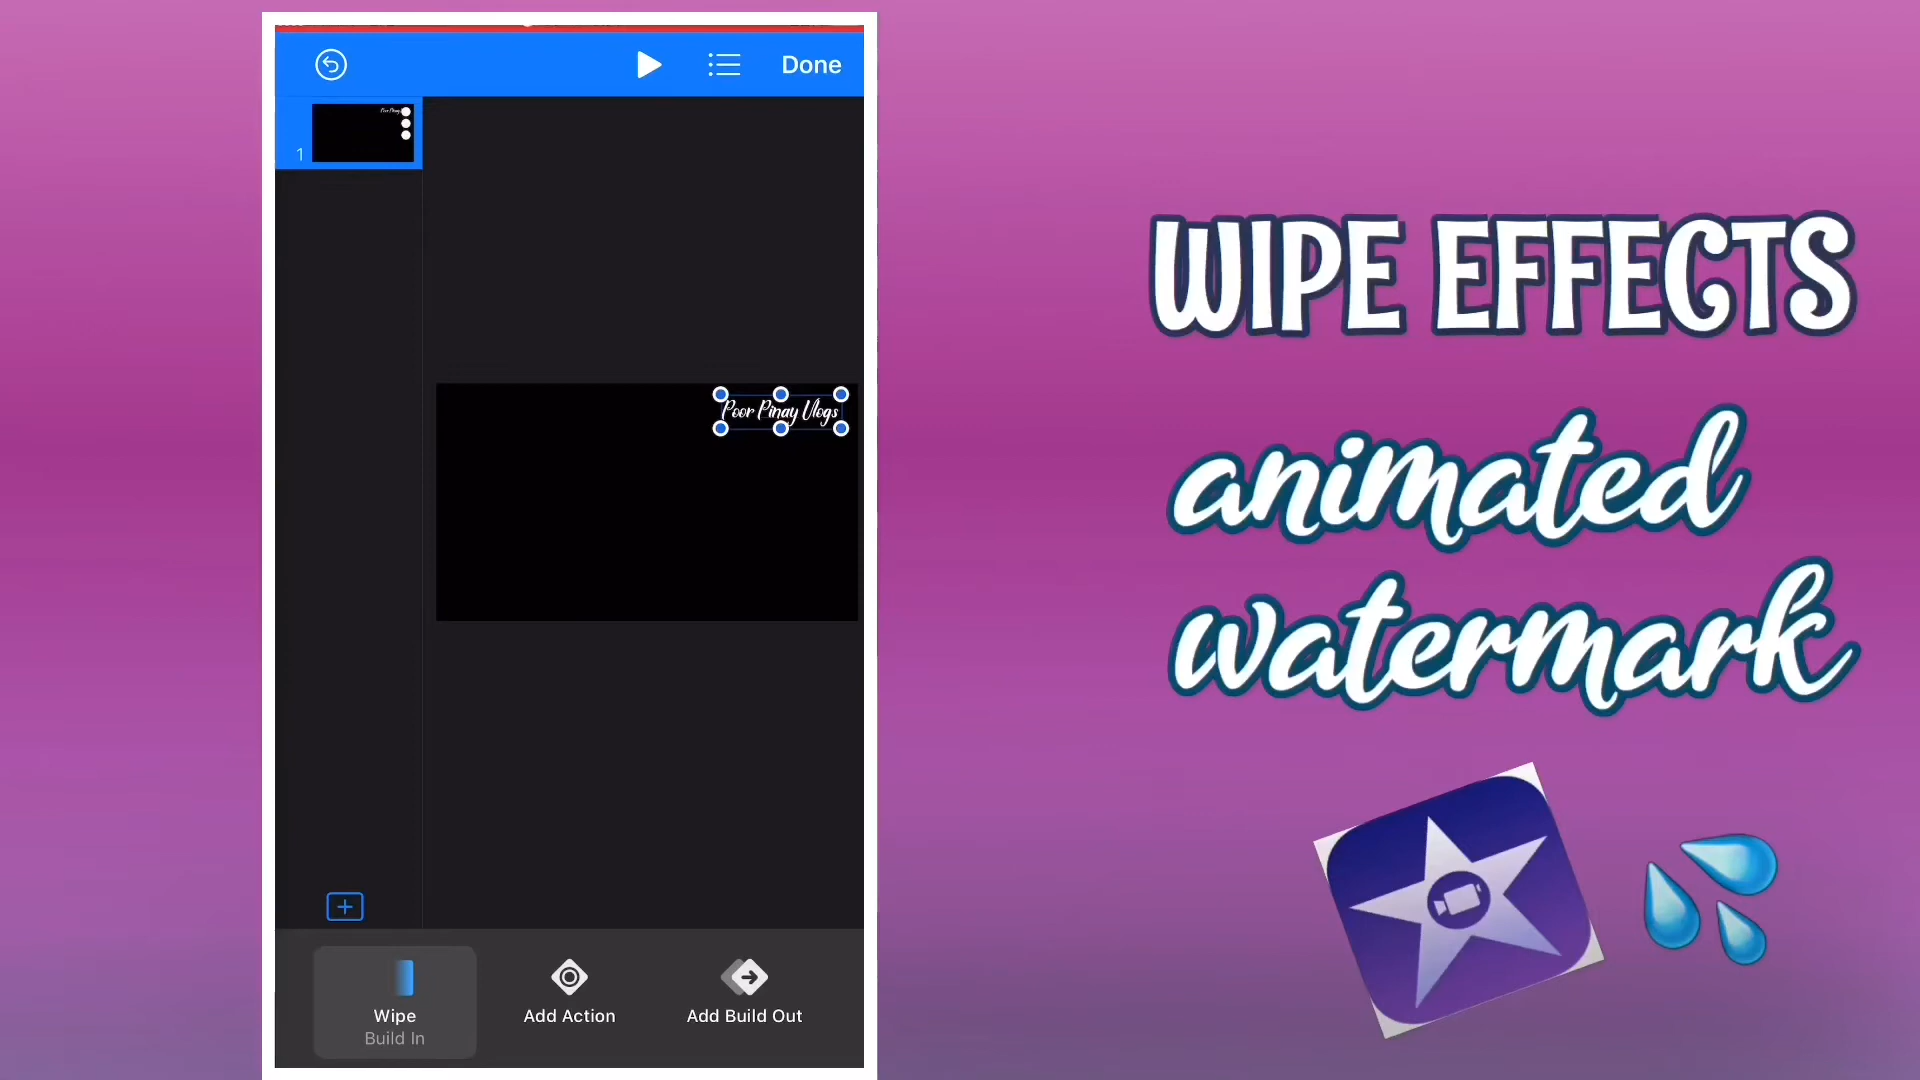 Done
1
Poor Pinay Vlogs
Wipe
Build In
Add Action
Add Build Out
WIPE EFFECTS
animated
watermark